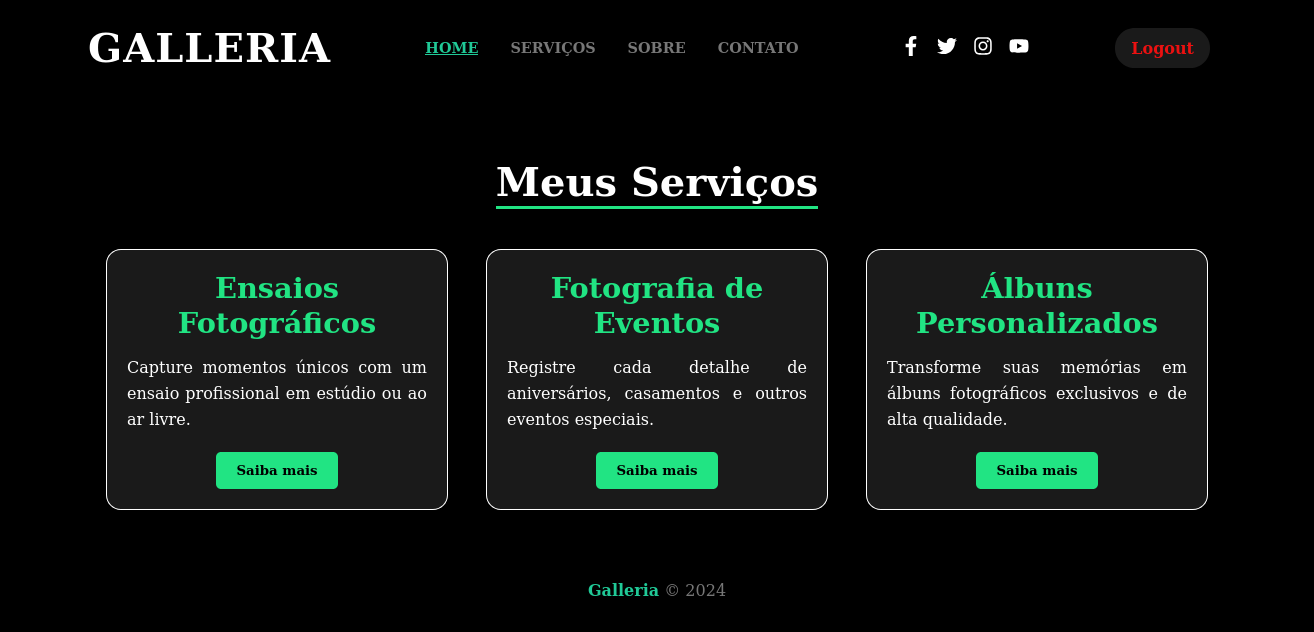 GALLERIA
HOME SERVIÇOS SOBRE CONTATO
Logout
Meus Serviços
Ensaios
Fotográficos
Capture momentos únicos com um
ensaio profissional em estúdio ou ao
ar livre.
Saiba mais
Fotografia de
Eventos
Registre cada detalhe de
aniversários, casamentos e outros
eventos especiais.
Saiba mais
Álbuns
Personalizados
Transforme suas memórias em
álbuns fotográficos exclusivos e de
alta qualidade.
Saiba mais
Galleria © 2024